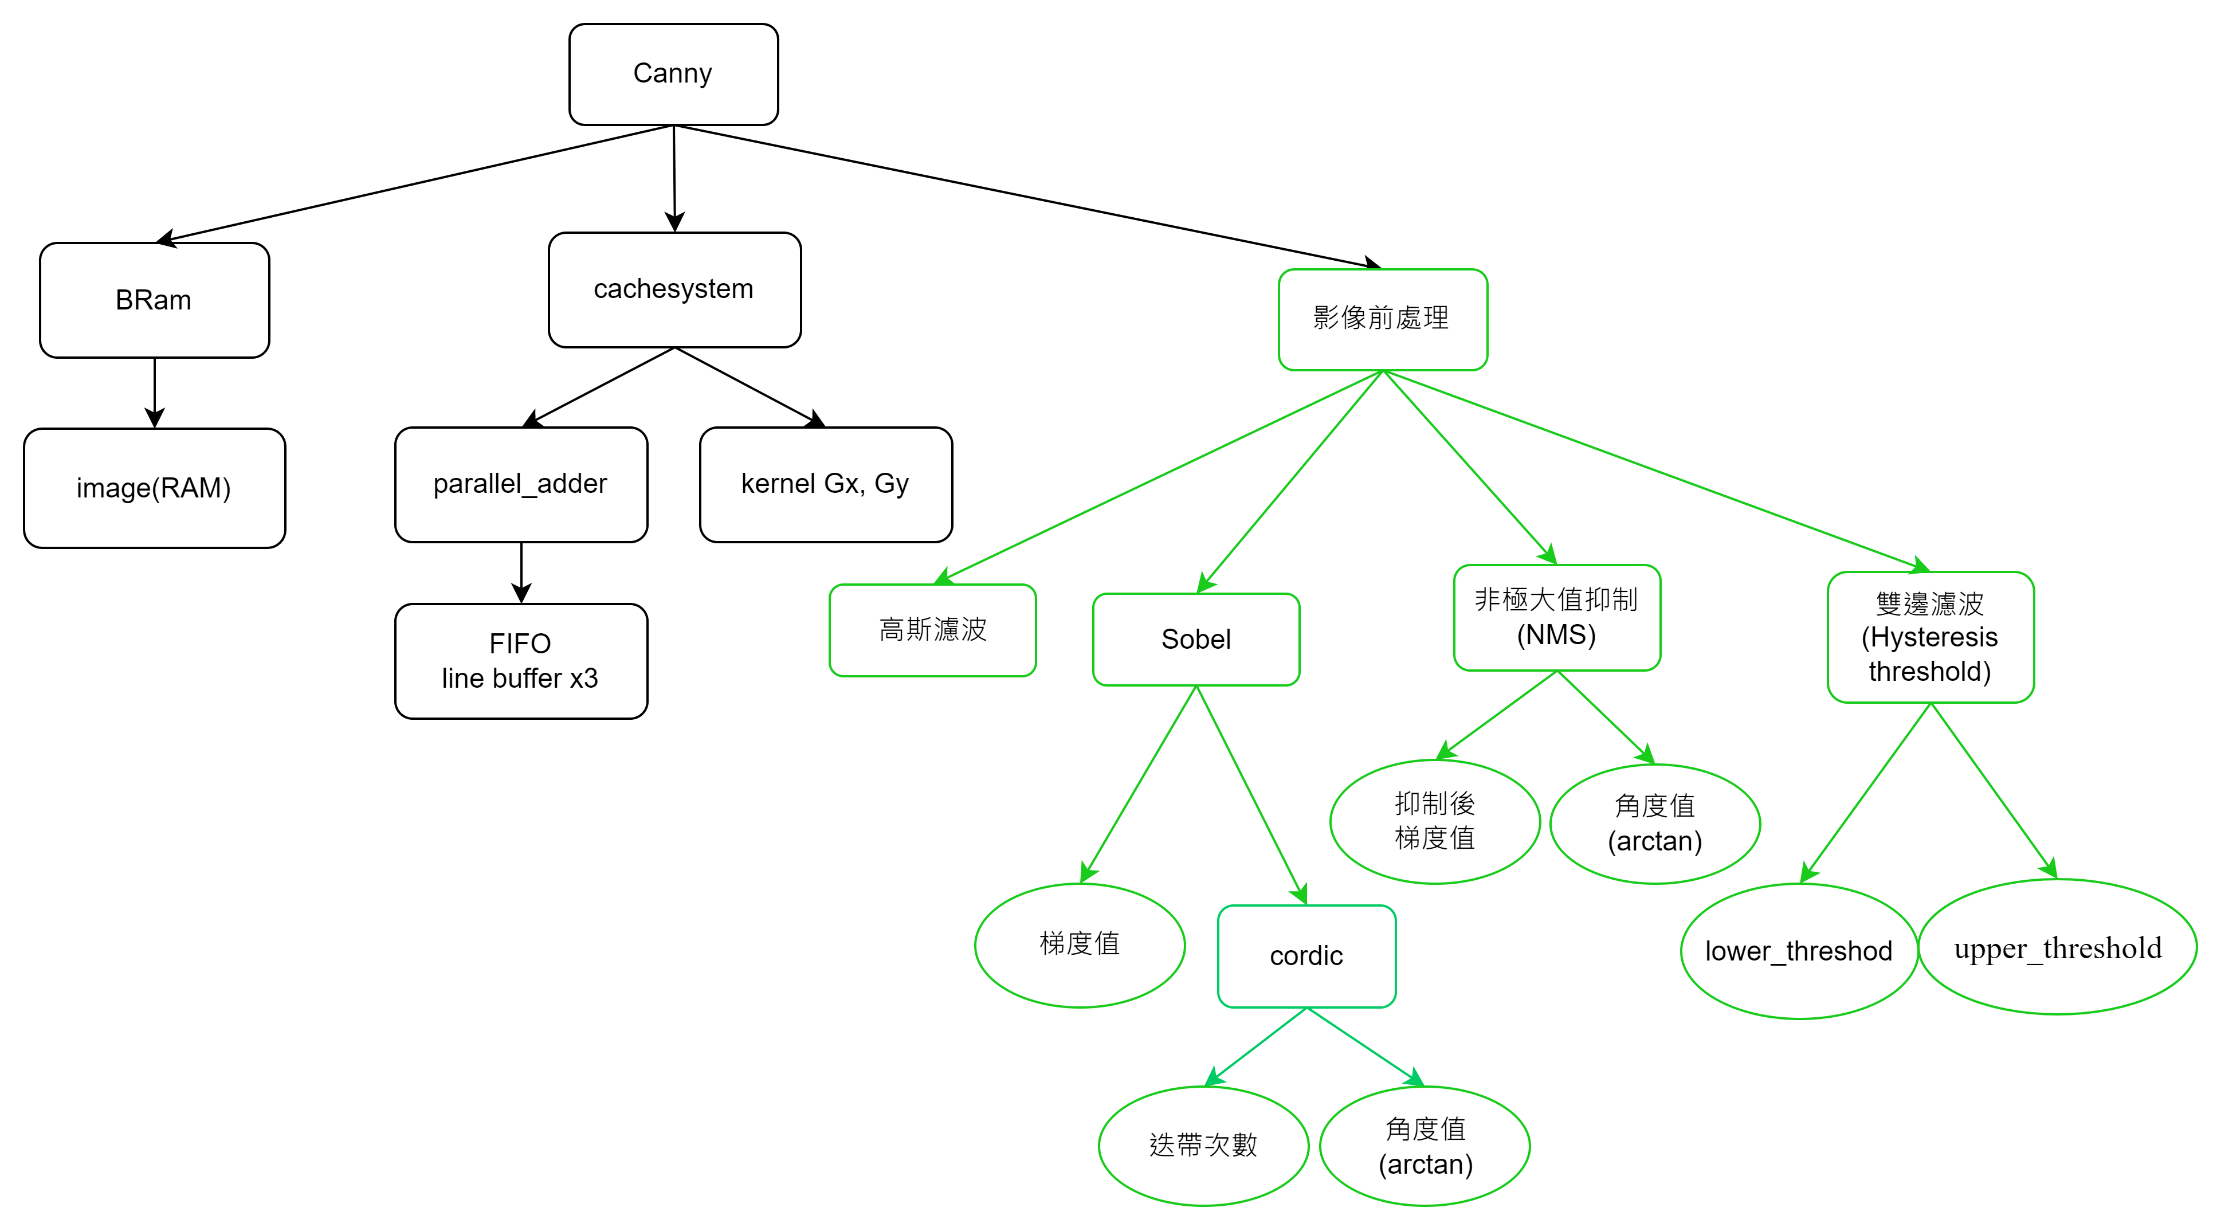 Canny
BRam
cachesystem
影像前處理
image(RAM)
parallel_adder
kernel Gx, Gy
FIFO
line buffer x3
高斯濾波
Sobel
非極大值抑制
(NMS)
雙邊濾波
(Hysteresis
threshold)
抑制後
梯度值
角度值
(arctan)
梯度值
cordic
lower_threshod
upper_threshold
迭帶次數
角度值
(arctan)